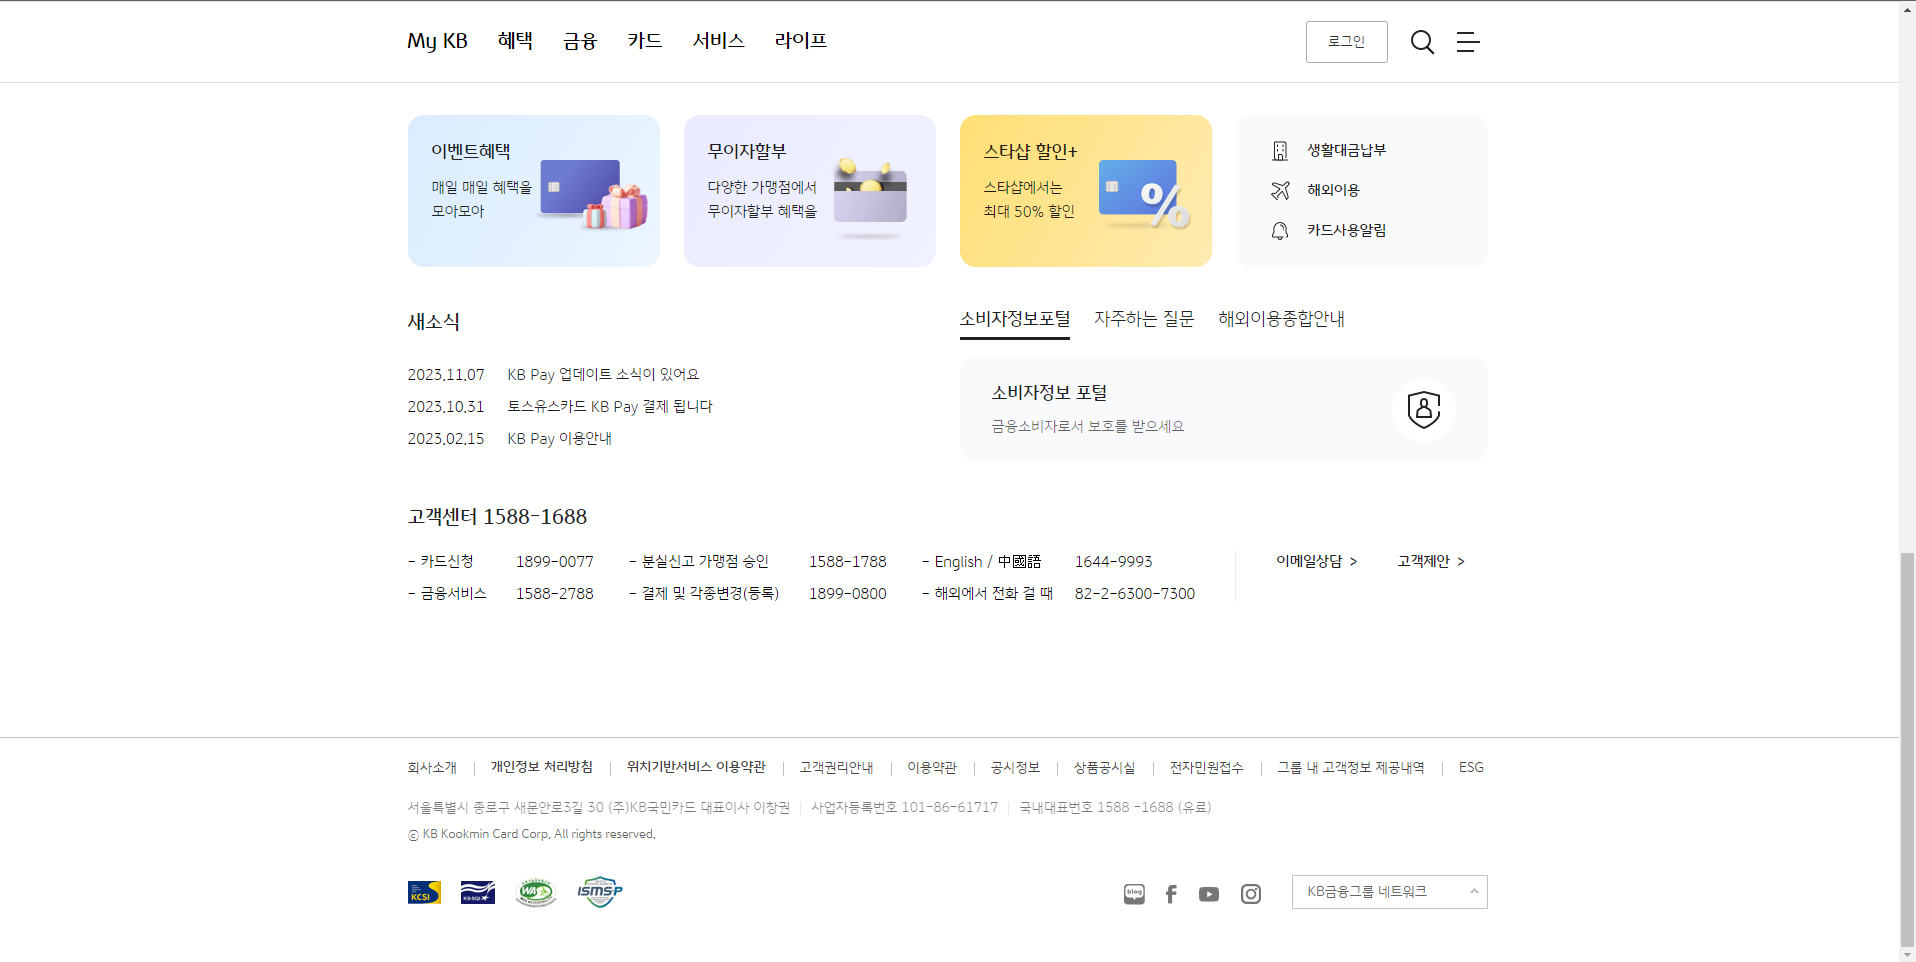 My KB 혜택 금융 카드 서비스 라이프 로그인
이벤트혜택
매일 매일 혜택을
모아모아
무이자할부
다양한 가맹점에서
무이자할부 혜택을
스타샵 할인+
스타샵에서는
최대 50% 할인
%
생활대금납부
해외이용
카드사용알림
새소식
2023.11.07 KB Pay 업데이트 소식이 있어요
2023.10.31 토스유스카드 KB Pay 결제 됩니다
2023.02.15 KB Pay 이용안내
소비자정보포털 자주하는 질문 해외이용종합안내
소비자정보 포털
금융소비자로서 보호를 받으세요
고객센터 1588-1688
- 카드신청 1899-0077 - 분실신고 가맹점 승인 1588-1788 - English / 中國語 1644-9993 이메일상담 > 고객제안 >
- 금융서비스 1588-2788 - 결제 및 각종변경(등록) 1899-0800 - 해외에서 전화 걸 때 82-2-6300-7300
회사소개 개인정보 처리방침 위치기반서비스 이용약관 고객권리안내 이용약관 공시정보 상품공시실 전자민원접수 그룹 내 고객정보 제공내역 ESG
서울특별시 종로구 새문안로3길 30 (주)KB국민카드 대표이사 이창권 사업자등록번호 101-86-61717 국내대표번호 1588 -1688 (유료)
ⓒ KB Kookmin Card Corp. All rights reserved.
KCSI KS-SQI WA ISMS-P blog KB금융그룹 네트워크